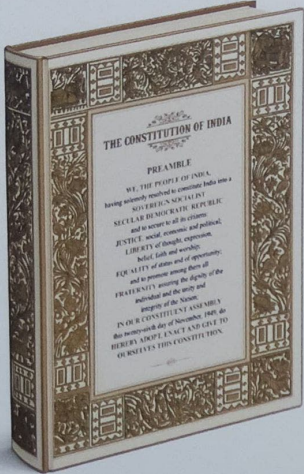 THE CONSTITUTION OF INDIA
PREAMBLE
WE, THE PEOPLE OF INDIA,
having solemnly resolved to constitute India into a
SOVEREIGN SOCIALIST
SECULAR DEMOCRATIC REPUBLIC
and to secure to all its citizens
JUSTICE social, economic and political;
LIBERTY of thought, expression,
belief, faith and worship;
EQUALITY of status and of opportunity;
and to promote among them all
FRATERNITY assuring the dignity of the
individual and the unity and
integrity of the Nation;
IN OUR CONSTITUENT ASSEMBLY
this twenty-sixth day of November, 1949, do
HEREBY ADOPT, ENACT AND GIVE TO
OURSELVES THIS CONSTITUTION.